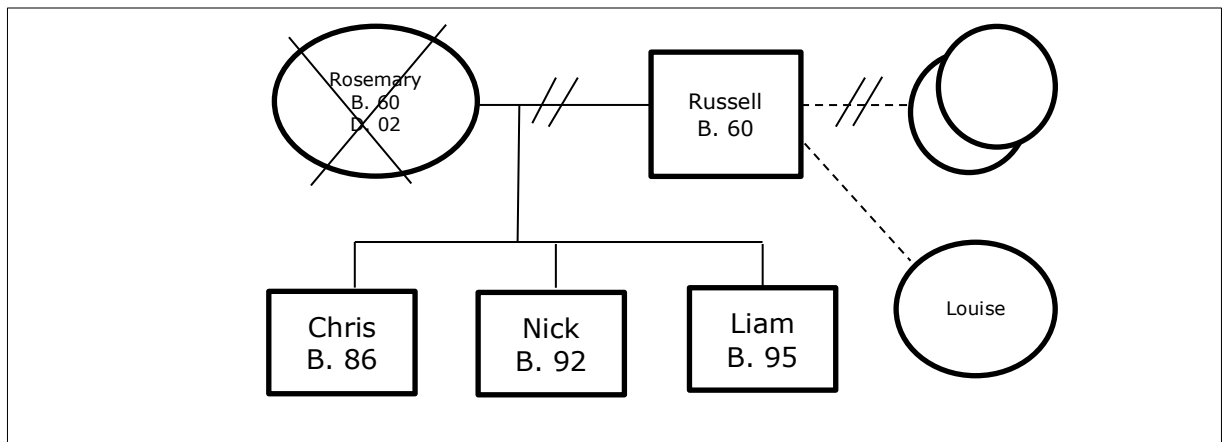 Rosemary
B. 60
D. 02
Russell
B. 60
Louise
Chris
B. 86
Nick
B. 92
Liam
B. 95